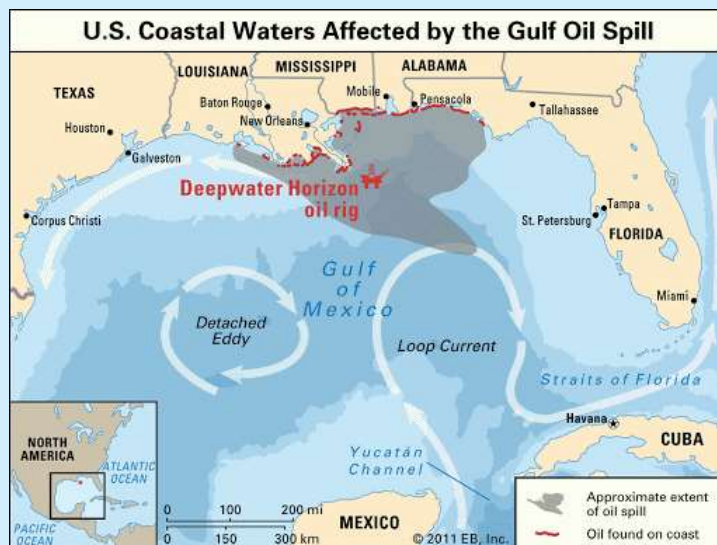 U.S. Coastal Waters Affected by the Gulf Oil Spill
MISSISSIPPI
ALABAMA
LOUISIANA
TEXAS
Mobile
Pensacola
Baton Rouge
Tallahassee
New Orleans
Houston
Galveston
Deepwater Horizon
oil rig
Corpus Christi
Tampa
St. Petersburg
FLORIDA
Gulf
of
Mexico
Miami
Detached
Eddy
Loop Current
Straits of Florida
Havana
CUBA
NORTH
AMERICA
ATLANTIC
OCEAN
PACIFIC
OCEAN
Yucatán
Channel
0 100 200 mi
0 150 300 km
MEXICO
© 2011 EB, Inc.
Approximate extent
of oil spill
Oil found on coast